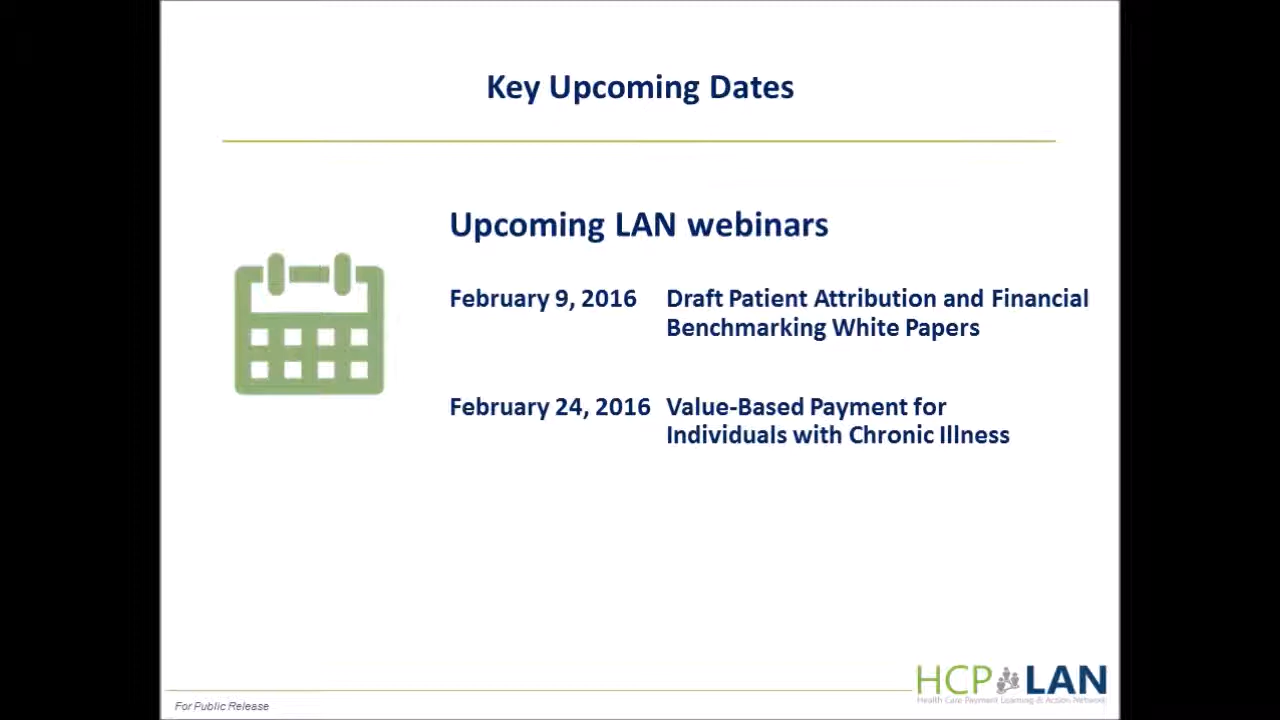 Key Upcoming Dates
Upcoming LAN webinars
February 9, 2016 Draft Patient Attribution and Financial
Benchmarking White Papers
February 24, 2016 Value-Based Payment for
Individuals with Chronic Illness
HCP LAN
Health Care Payment Learning & Action Network
For Public Release